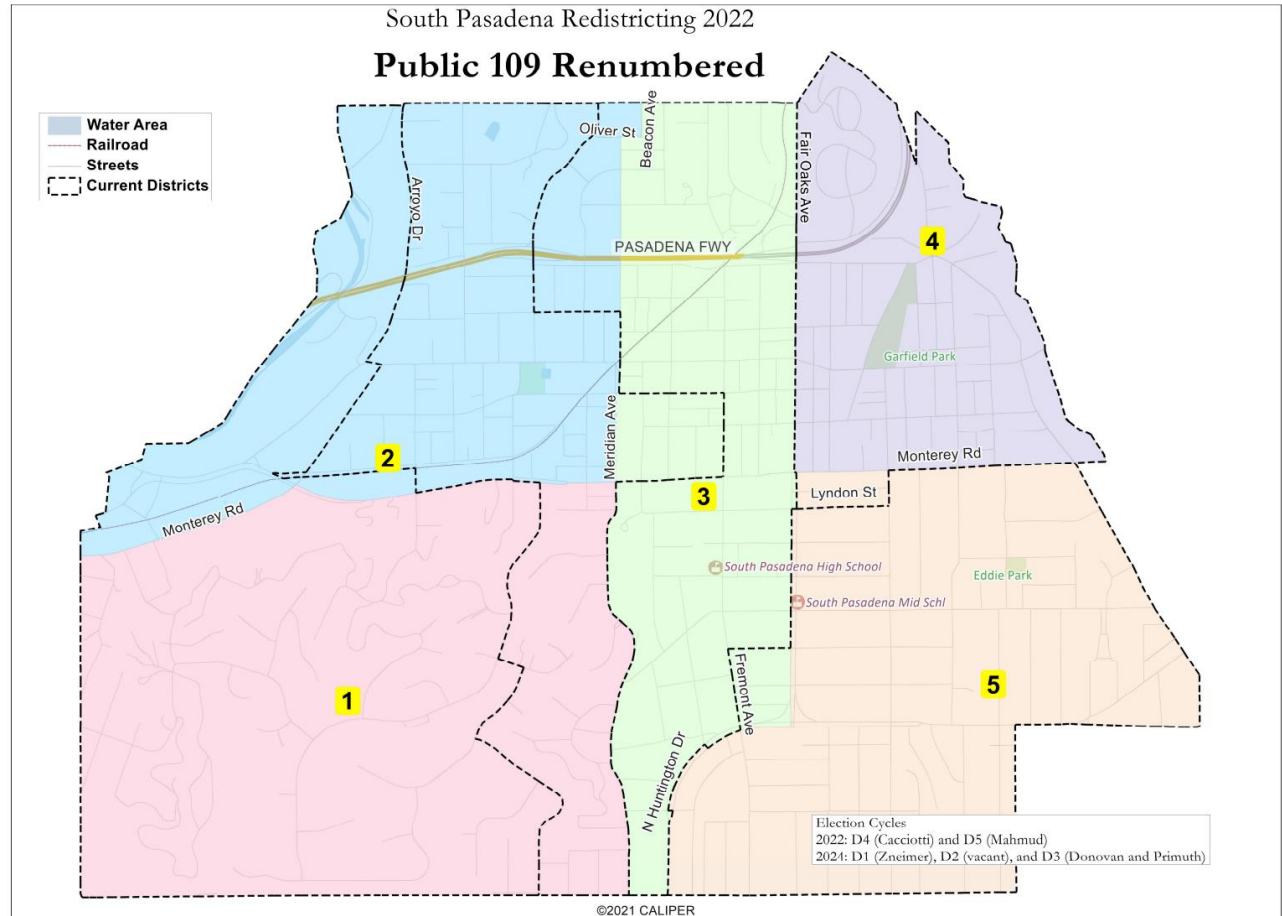 South Pasadena Redistricting 2022
Public 109 Renumbered
Water Area
Railroad
Streets
Current Districts
Oliver St
Beacon Ave
Fair Oaks Ave
Arroyo Dr
PASADENA FWY
4
Garfield Park
Meridian Ave
2
Monterey Rd
3
Lyndon St
Monterey Rd
South Pasadena High School
Eddie Park
South Pasadena Mid Schl
1
Fremont Ave
5
N Huntington Dr
Election Cycles
2022: D4 (Cacciotti) and D5 (Mahmud)
2024: D1 (Zneimer), D2 (vacant), and D3 (Donovan and Primuth)
©2021 CALIPER